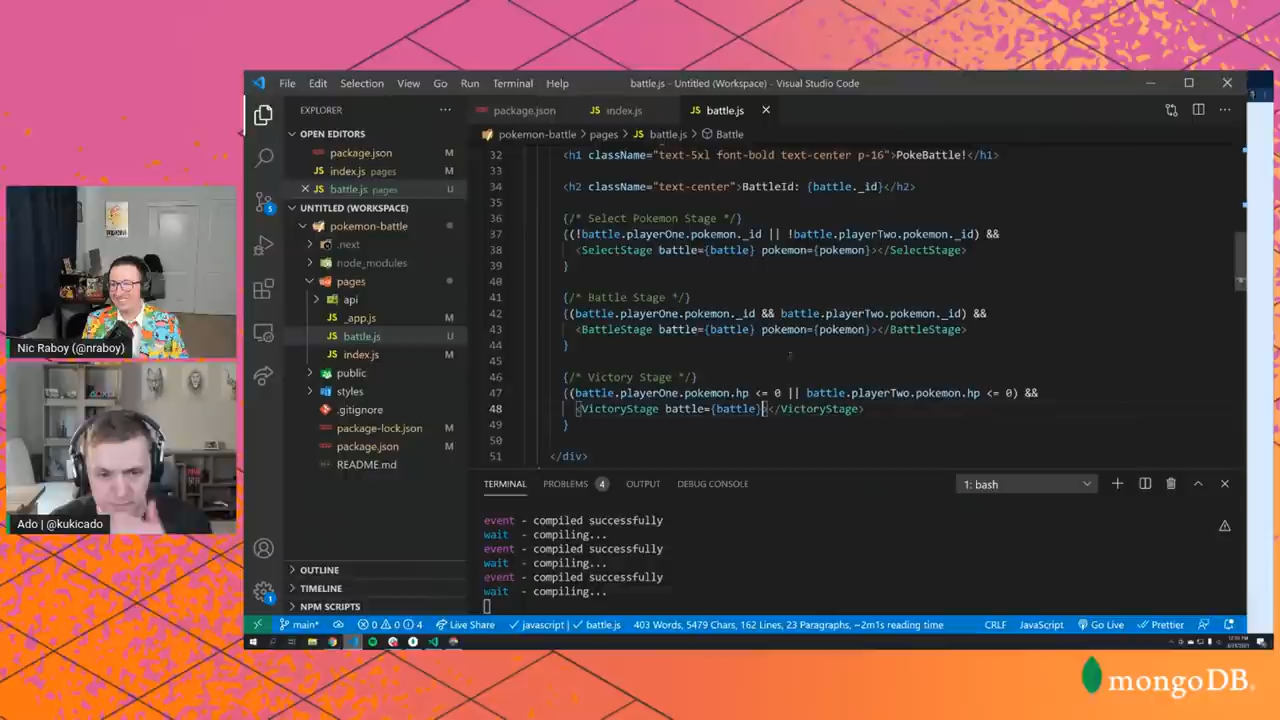 File Edit Selection View Go Run Terminal Help
battle.js - Untitled (Workspace) - Visual Studio Code
EXPLORER
OPEN EDITORS
package.json M
index.js pages M
battle.js pages U
UNTITLED (WORKSPACE)
pokemon-battle
.next
node_modules
pages
api
_app.js
battle.js U
index.js M
public
styles
.gitignore
package-lock.json M
package.json M
README.md
OUTLINE
TIMELINE
NPM SCRIPTS
package.json
JS index.js
JS battle.js
pokemon-battle > pages > JS battle.js > Battle
32 <h1 className="text-5xl font-bold text-center p-16">PokeBattle!</h1>
33
34 <h2 className="text-center">BattleId: {battle._id}</h2>
35
36 {/* Select Pokemon Stage */}
37 {(!battle.playerOne.pokemon._id || !battle.playerTwo.pokemon._id) &&
38 <SelectStage battle={battle} pokemon={pokemon}></SelectStage>
39 }
40
41 {/* Battle Stage */}
42 {(battle.playerOne.pokemon._id && battle.playerTwo.pokemon._id) &&
43 <BattleStage battle={battle} pokemon={pokemon}></BattleStage>
44 }
45
46 {/* Victory Stage */}
47 {(battle.playerOne.pokemon.hp <= 0 || battle.playerTwo.pokemon.hp <= 0) &&
48 <VictoryStage battle={battle}></VictoryStage>
49 }
50
51 </div>
TERMINAL PROBLEMS 4 OUTPUT DEBUG CONSOLE
1: bash
event - compiled successfully
wait - compiling...
event - compiled successfully
wait - compiling...
event - compiled successfully
wait - compiling...
main* 0 0 4 Live Share javascript | battle.js 403 Words, 5479 Chars, 162 Lines, 23 Paragraphs, ~2m1s reading time CRLF JavaScript Go Live Prettier
Nic Raboy (@nraboy)
Ado | @kukicado
mongoDB.